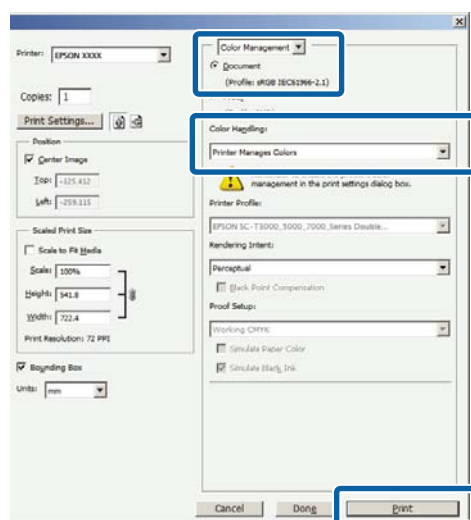 Printer: EPSON XXXX
Copies: 1
Print Settings...
Position
Center Image
Top: -125.412
Left: -259.115
Scaled Print Size
Scale to Fit Media
Scale: 100%
Height: 541.8
Width: 722.4
Print Resolution: 72 PPI
Bounding Box
Units: mm
Color Management
Document
(Profile: sRGB IEC61966-2.1)
Color Handling:
Printer Manages Colors
management in the print settings dialog box.
Printer Profile:
EPSON SC-T3000_5000_7000_Series Double...
Rendering Intent:
Perceptual
Black Point Compensation
Proof Setup:
Working CMYK
Simulate Paper Color
Simulate Black Ink
Cancel
Done
Print